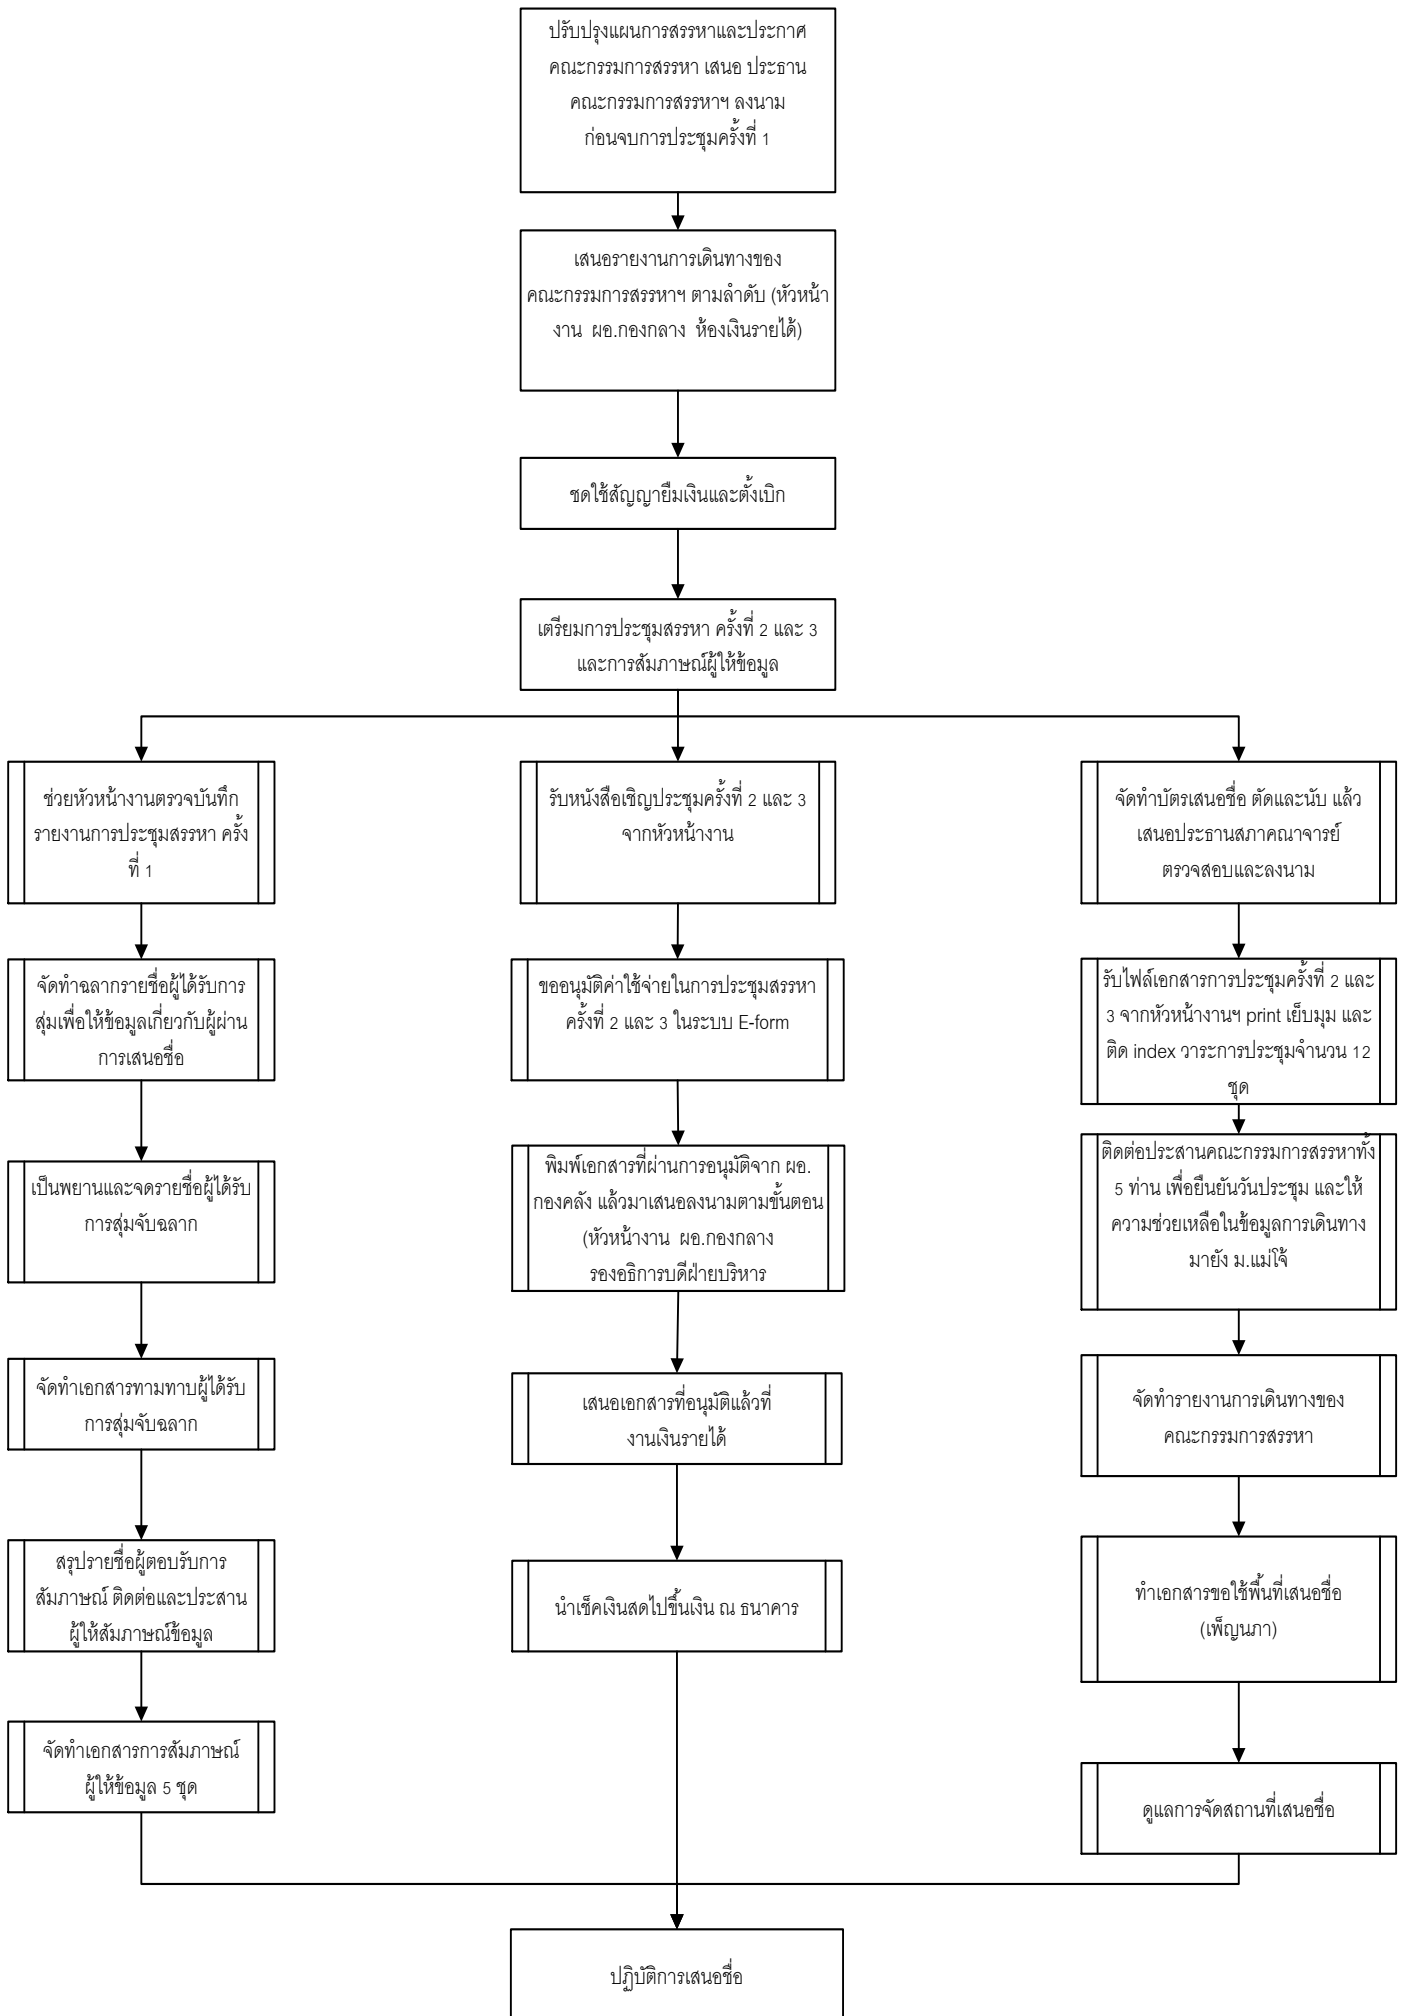 ปรับปรุงแผนการสรรหาและประกาศ
คณะกรรมการสรรหา เสนอ ประธาน
คณะกรรมการสรรหาฯ ลงนาม
ก่อนจบการประชุมครั้งที่ 1
เสนอรายงานการเดินทางของ
คณะกรรมการสรรหาฯ ตามลำดับ (หัวหน้า
งาน ผอ.กองกลาง ห้องเงินรายได้)
ชดใช้สัญญายืมเงินและตั้งเบิก
เตรียมการประชุมสรรหา ครั้งที่ 2 และ 3
และการสัมภาษณ์ผู้ให้ข้อมูล
ช่วยหัวหน้างานตรวจบันทึก
รายงานการประชุมสรรหา ครั้ง
ที่ 1
จัดทำฉลากรายชื่อผู้ได้รับการ
สุ่มเพื่อให้ข้อมูลเกี่ยวกับผู้ผ่าน
การเสนอชื่อ
เป็นพยานและจดรายชื่อผู้ได้รับ
การสุ่มจับฉลาก
จัดทำเอกสารทามทาบผู้ได้รับ
การสุ่มจับฉลาก
สรุปรายชื่อผู้ตอบรับการ
สัมภาษณ์ ติดต่อและประสาน
ผู้ให้สัมภาษณ์ข้อมูล
จัดทำเอกสารการสัมภาษณ์
ผู้ให้ข้อมูล 5 ชุด
รับหนังสือเชิญประชุมครั้งที่ 2 และ 3
จากหัวหน้างาน
ขออนุมัติค่าใช้จ่ายในการประชุมสรรหา
ครั้งที่ 2 และ 3 ในระบบ E-form
พิมพ์เอกสารที่ผ่านการอนุมัติจาก ผอ.
กองคลัง แล้วมาเสนอลงนามตามขั้นตอน
(หัวหน้างาน ผอ.กองกลาง
รองอธิการบดีฝ่ายบริหาร
เสนอเอกสารที่อนุมัติแล้วที่
งานเงินรายได้
นำเช็คเงินสดไปขึ้นเงิน ณ ธนาคาร
จัดทำบัตรเสนอชื่อ ตัดและนับ แล้ว
เสนอประธานสภาคณาจารย์
ตรวจสอบและลงนาม
รับไฟล์เอกสารการประชุมครั้งที่ 2 และ
3 จากหัวหน้างานฯ print เย็บมุม และ
ติด index วาระการประชุมจำนวน 12
ชุด
ติดต่อประสานคณะกรรมการสรรหาทั้ง
5 ท่าน เพื่อยืนยันวันประชุม และให้
ความช่วยเหลือในข้อมูลการเดินทาง
มายัง ม.แม่โจ้
จัดทำรายงานการเดินทางของ
คณะกรรมการสรรหา
ทำเอกสารขอใช้พื้นที่เสนอชื่อ
(เพ็ญนภา)
ดูแลการจัดสถานที่เสนอชื่อ
ปฏิบัติการเสนอชื่อ